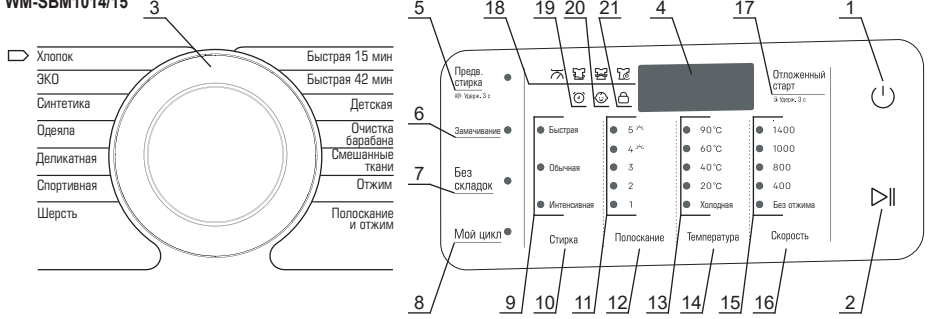 WM-SBM1014/15
3
Хлопок
ЭКО
Синтетика
Одеяла
Деликатная
Спортивная
Шерсть
Быстрая 15 мин
Быстрая 42 мин
Детская
Очистка
барабана
Смешанные
ткани
Отжим
Полоскание
и отжим
5 18 19 20 21 4 17 1
Предв.
стирка
Удерж. 3 с
6
Замачивание
7
Без
складок
Мой цикл
8
Быстрая
Обычная
Интенсивная
Стирка
5
4
3
2
1
Полоскание
90°C
60°C
40°C
20°C
Холодная
Температура
1400
1000
800
400
Без отжима
Скорость
Отложенный
старт
Удерж. 3 с
9 10 11 12 13 14 15 16 2